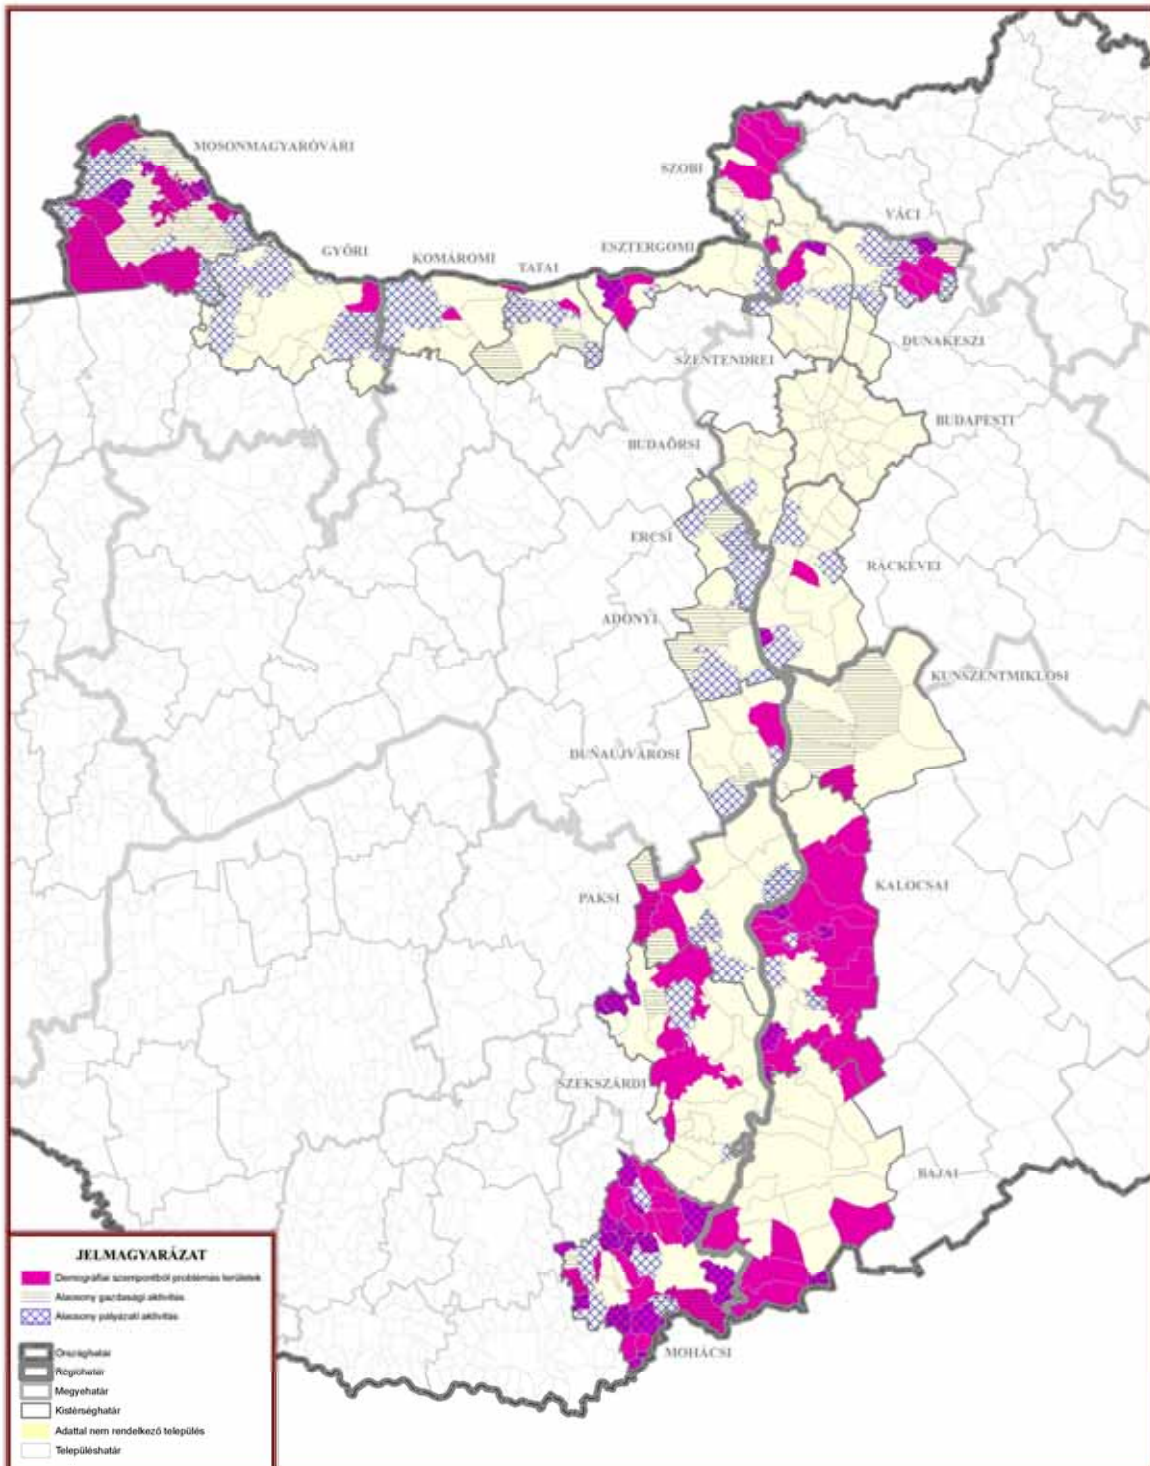 MOSONMAGYARÓVÁRI
SZOBI
VÁCI
GYŐRI
KOMÁROMI
TATAI
ESZTERGOMI
SZENTENDREI
DUNAKESZI
BUDAPESTI
BUDAÖRSI
ERCSI
RÁCKEVEI
ADONYI
KUNSZENTMIKLÓSI
DUNAÚJVÁROSI
PAKSI
KALOCSAI
SZEKSZÁRDI
BAJAI
MOHÁCSI
JELMAGYARÁZAT
Demográfiai szempontból problémás területek
Alacsony gazdasági aktivitás
Alacsony pályázati aktivitás
Országhatár
Régióhatár
Megyehatár
Kistérséghatár
Adattal nem rendelkező település
Településhatár